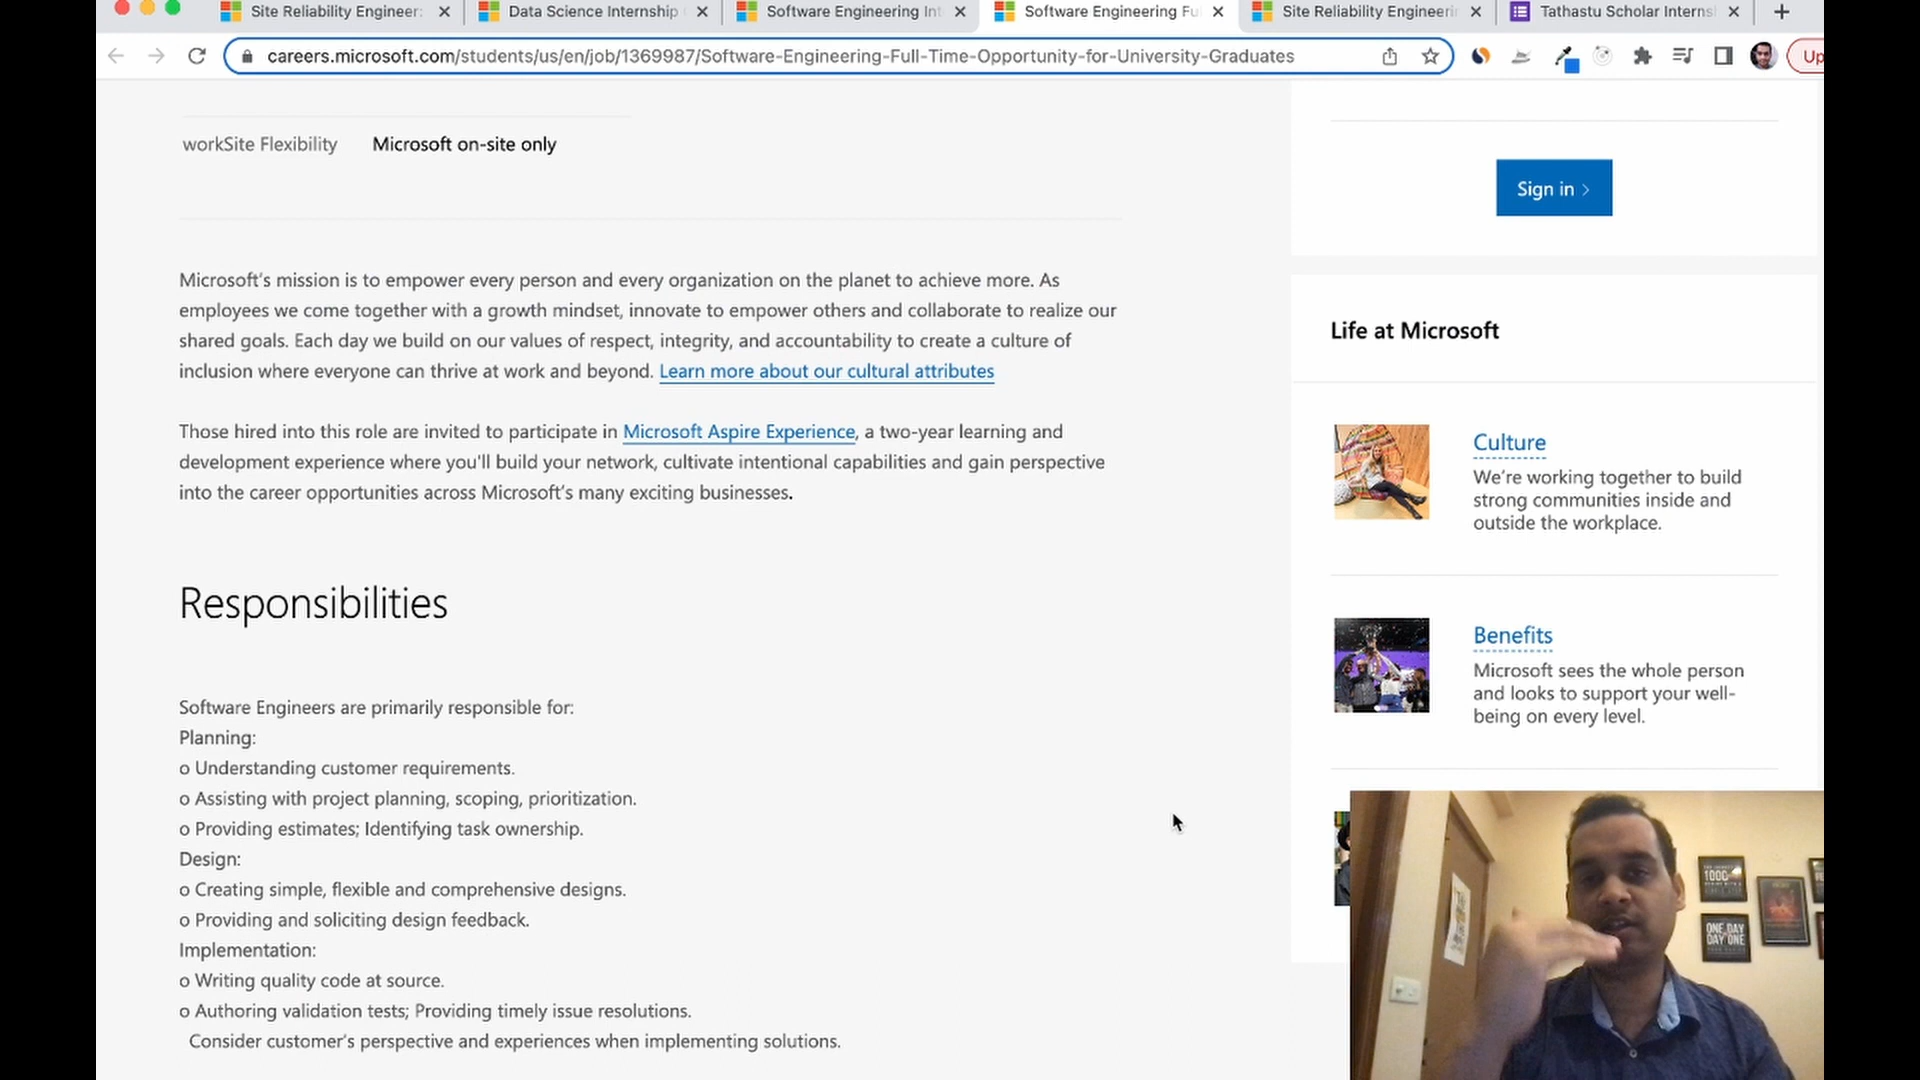 Site Reliability Engineer:
Data Science Internship
Software Engineering Int
Software Engineering Fu
Site Reliability Engineeri
Tathastu Scholar Interns
careers.microsoft.com/students/us/en/job/1369987/Software-Engineering-Full-Time-Opportunity-for-University-Graduates
Up
workSite Flexibility Microsoft on-site only
Sign in >
Microsoft's mission is to empower every person and every organization on the planet to achieve more. As
employees we come together with a growth mindset, innovate to empower others and collaborate to realize our
shared goals. Each day we build on our values of respect, integrity, and accountability to create a culture of
inclusion where everyone can thrive at work and beyond. Learn more about our cultural attributes
Those hired into this role are invited to participate in Microsoft Aspire Experience, a two-year learning and
development experience where you'll build your network, cultivate intentional capabilities and gain perspective
into the career opportunities across Microsoft's many exciting businesses.
Responsibilities
Software Engineers are primarily responsible for:
Planning:
o Understanding customer requirements.
o Assisting with project planning, scoping, prioritization.
o Providing estimates; Identifying task ownership.
Design:
o Creating simple, flexible and comprehensive designs.
o Providing and soliciting design feedback.
Implementation:
o Writing quality code at source.
o Authoring validation tests; Providing timely issue resolutions.
Consider customer's perspective and experiences when implementing solutions.
Life at Microsoft
Culture
We're working together to build
strong communities inside and
outside the workplace.
Benefits
Microsoft sees the whole person
and looks to support your well-
being on every level.
ONE DAY
DAY ONE